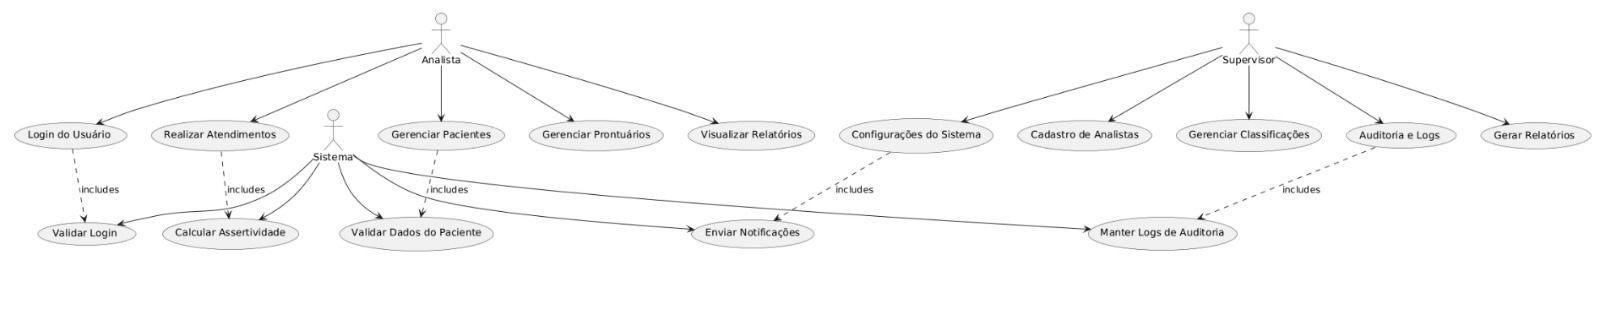 Analista
Supervisor
Login do Usuário
Realizar Atendimentos
Gerenciar Pacientes
Gerenciar Prontuários
Visualizar Relatórios
Configurações do Sistema
Cadastro de Analistas
Gerenciar Classificações
Auditoria e Logs
Gerar Relatórios
Sistema
includes
includes
includes
includes
includes
Validar Login
Calcular Assertividade
Validar Dados do Paciente
Enviar Notificações
Manter Logs de Auditoria